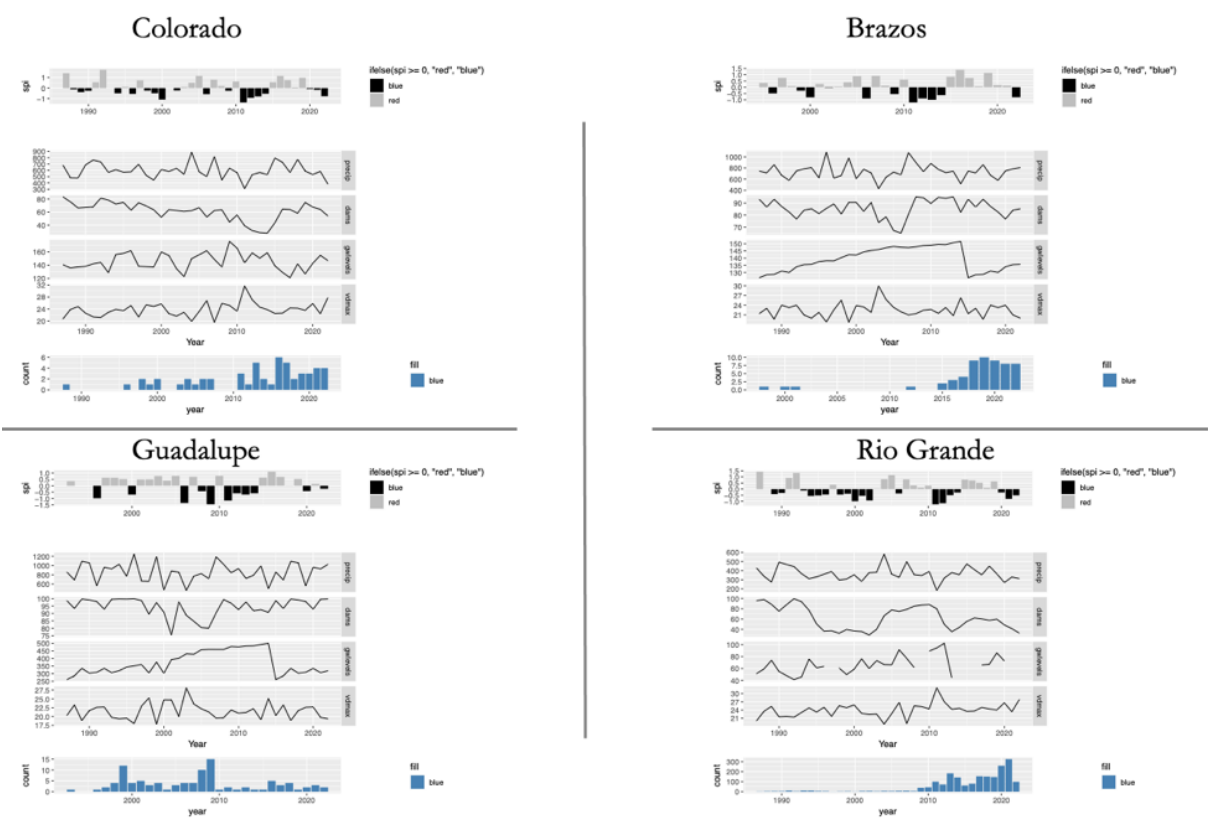 Colorado
1
0
−1
spi
1990
2000
2010
2020
ifelse(spi >= 0, "red", "blue")
blue
red
900
800
700
600
500
400
300
precip
60
40
dams
160
140
120
gwlevels
32
28
24
20
vdmax
1990
2000
2010
2020
Year
6
4
2
0
count
1990
2000
2010
2020
year
fill
blue
Brazos
1.5
1.0
0.5
0.0
−0.5
−1.0
spi
2000
2010
2020
ifelse(spi >= 0, "red", "blue")
blue
red
1000
800
600
400
precip
90
80
70
dams
150
145
140
135
130
gwlevels
30
27
24
21
vdmax
1990
2000
2010
2020
Year
10.0
7.5
5.0
2.5
0.0
count
2000
2005
2010
2015
2020
year
fill
blue
Guadalupe
1.0
0.5
0.0
−0.5
−1.0
−1.5
spi
2000
2010
2020
ifelse(spi >= 0, "red", "blue")
blue
red
1200
1000
800
600
precip
100
95
90
85
80
75
dams
500
450
400
350
300
250
gwlevels
27.5
25.0
22.5
20.0
17.5
vdmax
1990
2000
2010
2020
Year
15
10
5
0
count
2000
2010
2020
year
fill
blue
Rio Grande
1.5
1.0
0.5
0.0
−0.5
−1.0
spi
1990
2000
2010
2020
ifelse(spi >= 0, "red", "blue")
blue
red
600
500
400
300
200
precip
100
80
60
40
dams
100
80
60
40
gwlevels
30
27
24
21
vdmax
1990
2000
2010
2020
Year
300
200
100
0
count
1990
2000
2010
2020
year
fill
blue